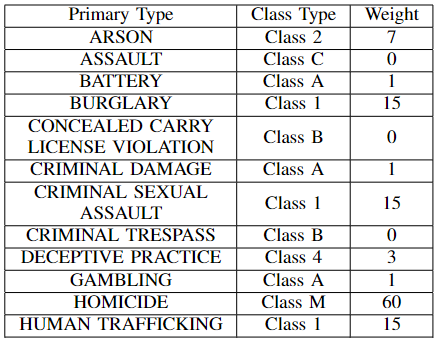 Primary Type Class Type Weight
ARSON Class 2 7
ASSAULT Class C 0
BATTERY Class A 1
BURGLARY Class 1 15
CONCEALED CARRY
LICENSE VIOLATION Class B 0
CRIMINAL DAMAGE Class A 1
CRIMINAL SEXUAL
ASSAULT Class 1 15
CRIMINAL TRESPASS Class B 0
DECEPTIVE PRACTICE Class 4 3
GAMBLING Class A 1
HOMICIDE Class M 60
HUMAN TRAFFICKING Class 1 15